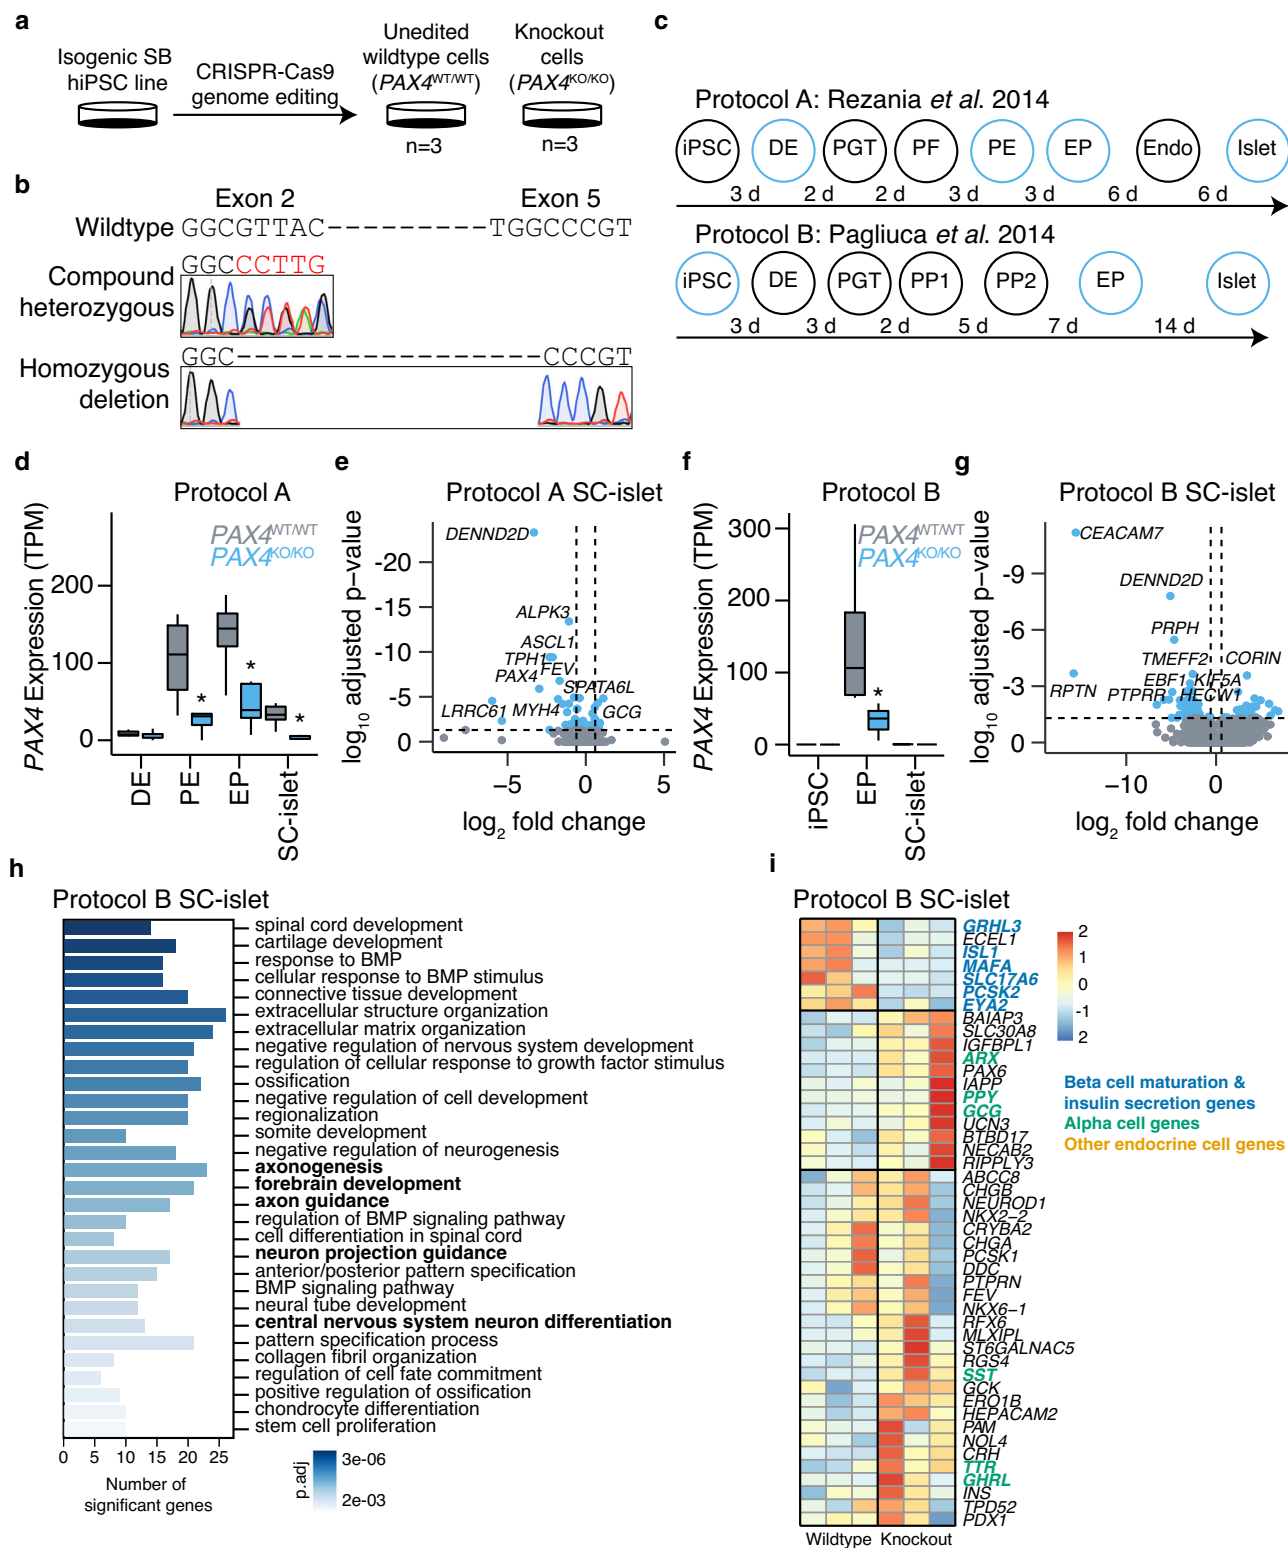 a
Isogenic SB
hiPSC line
CRISPR-Cas9
genome editing
Unedited
wildtype cells
(PAX4WT/WT)
n=3
Knockout
cells
(PAX4KO/KO)
n=3
b
Exon 2
Exon 5
Wildtype GGCGTTAC---------TGGCCCGT
Compound
heterozygous
GGCCCTTG
Homozygous
deletion
GGC-----------------CCCGT
c
Protocol A: Rezania et al. 2014
iPSC DE PGT PF PE EP Endo Islet
3 d 2 d 2 d 3 d 3 d 6 d 6 d
Protocol B: Pagliuca et al. 2014
iPSC DE PGT PP1 PP2 EP Islet
3 d 3 d 2 d 5 d 7 d 14 d
d
Protocol A
PAX4 Expression (TPM)
PAX4WT/WT
PAX4KO/KO
200
100
0
* * *
DE
PE
EP
SC-islet
e
Protocol A SC-islet
log10 adjusted p−value
-20
-15
-10
-5
0
DENND2D
ALPK3
ASCL1
TPH1
FEV
PAX4
SPATA6L
LRRC61
MYH4
GCG
−5 0 5
log2 fold change
f
Protocol B
PAX4 Expression (TPM)
PAX4WT/WT
PAX4KO/KO
300
200
100
0
*
iPSC
EP
SC-islet
g
Protocol B SC-islet
log10 adjusted p−value
-9
-6
-3
0
CEACAM7
DENND2D
PRPH
TMEFF2
CORIN
EBF1
KIF5A
RPTN
PTPRR
HECW1
−10 0
log2 fold change
h
Protocol B SC-islet
spinal cord development
cartilage development
response to BMP
cellular response to BMP stimulus
connective tissue development
extracellular structure organization
extracellular matrix organization
negative regulation of nervous system development
regulation of cellular response to growth factor stimulus
ossification
negative regulation of cell development
regionalization
somite development
negative regulation of neurogenesis
axonogenesis
forebrain development
axon guidance
regulation of BMP signaling pathway
cell differentiation in spinal cord
neuron projection guidance
anterior/posterior pattern specification
BMP signaling pathway
neural tube development
central nervous system neuron differentiation
pattern specification process
collagen fibril organization
regulation of cell fate commitment
positive regulation of ossification
chondrocyte differentiation
stem cell proliferation
0 5 10 15 20 25
Number of
significant genes
p.adj
3e-06
2e-03
i
Protocol B SC-islet
GRHL3
ECEL1
ISL1
MAFA
SLC17A6
PCSK2
EYA2
BAIAP3
SLC30A8
IGFBPL1
ARX
PAX6
IAPP
PPY
GCG
UCN3
BTBD17
NECAB2
RIPPLY3
ABCC8
CHGB
NEUROD1
NKX2−2
CRYBA2
CHGA
PCSK1
DDC
PTPRN
FEV
NKX6−1
RFX6
MLXIPL
ST6GALNAC5
RGS4
SST
GCK
ERO1B
HEPACAM2
PAM
NOL4
CRH
TTR
GHRL
INS
TPD52
PDX1
Wildtype Knockout
2
1
0
-1
2
Beta cell maturation &
insulin secretion genes
Alpha cell genes
Other endocrine cell genes